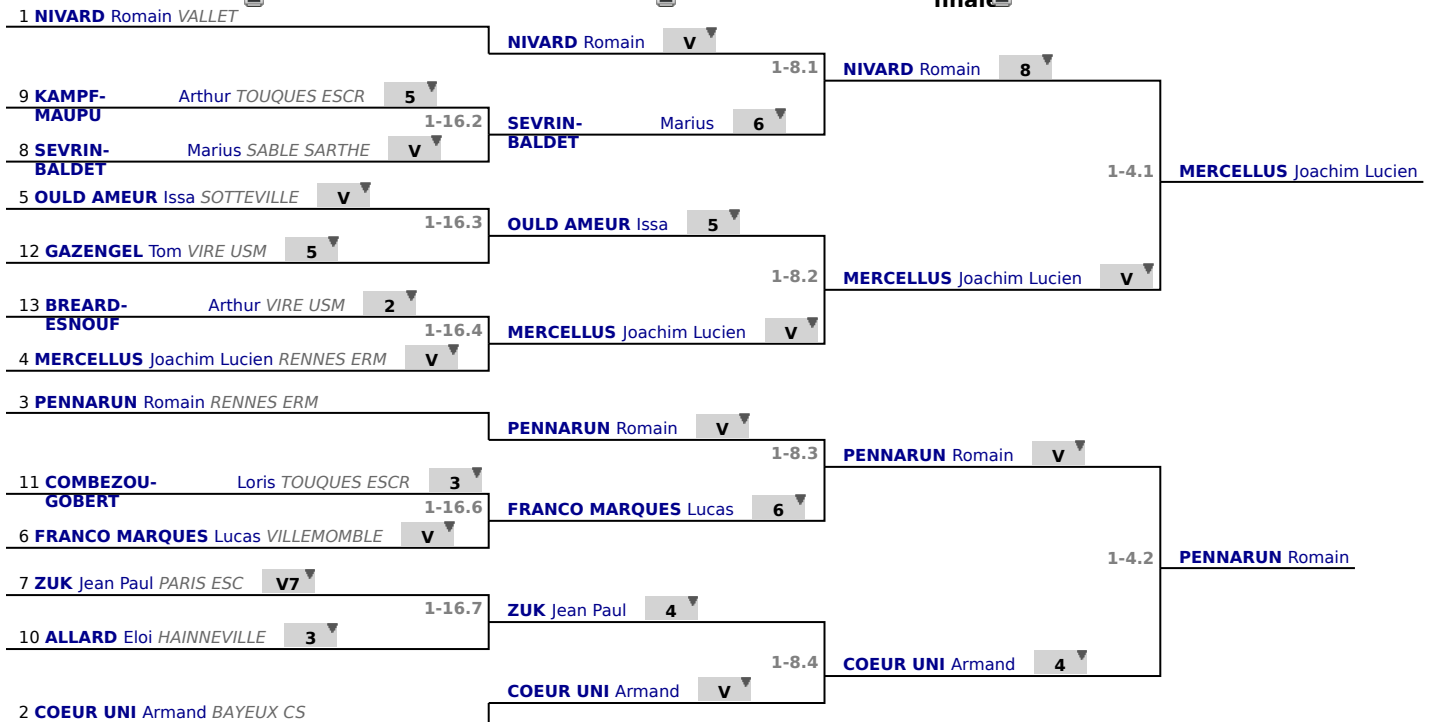 finale
1 NIVARD Romain VALLET
NIVARD Romain V
1-8.1
NIVARD Romain 8
9 KAMPF-MAUPU Arthur TOUQUES ESCR 5
1-16.2
SEVRIN-BALDET Marius 6
8 SEVRIN-BALDET Marius SABLE SARTHE V
1-4.1
MERCELLUS Joachim Lucien
5 OULD AMEUR Issa SOTTEVILLE V
1-16.3
OULD AMEUR Issa 5
12 GAZENGEL Tom VIRE USM 5
1-8.2
MERCELLUS Joachim Lucien V
13 BREARD-ESNOUF Arthur VIRE USM 2
1-16.4
MERCELLUS Joachim Lucien V
4 MERCELLUS Joachim Lucien RENNES ERM V
3 PENNARUN Romain RENNES ERM
PENNARUN Romain V
1-8.3
PENNARUN Romain V
11 COMBEZOU-GOBERT Loris TOUQUES ESCR 3
1-16.6
FRANCO MARQUES Lucas 6
6 FRANCO MARQUES Lucas VILLEMOMBLE V
1-4.2
PENNARUN Romain
7 ZUK Jean Paul PARIS ESC V7
1-16.7
ZUK Jean Paul 4
10 ALLARD Eloi HAINNEVILLE 3
1-8.4
COEUR UNI Armand 4
COEUR UNI Armand V
2 COEUR UNI Armand BAYEUX CS